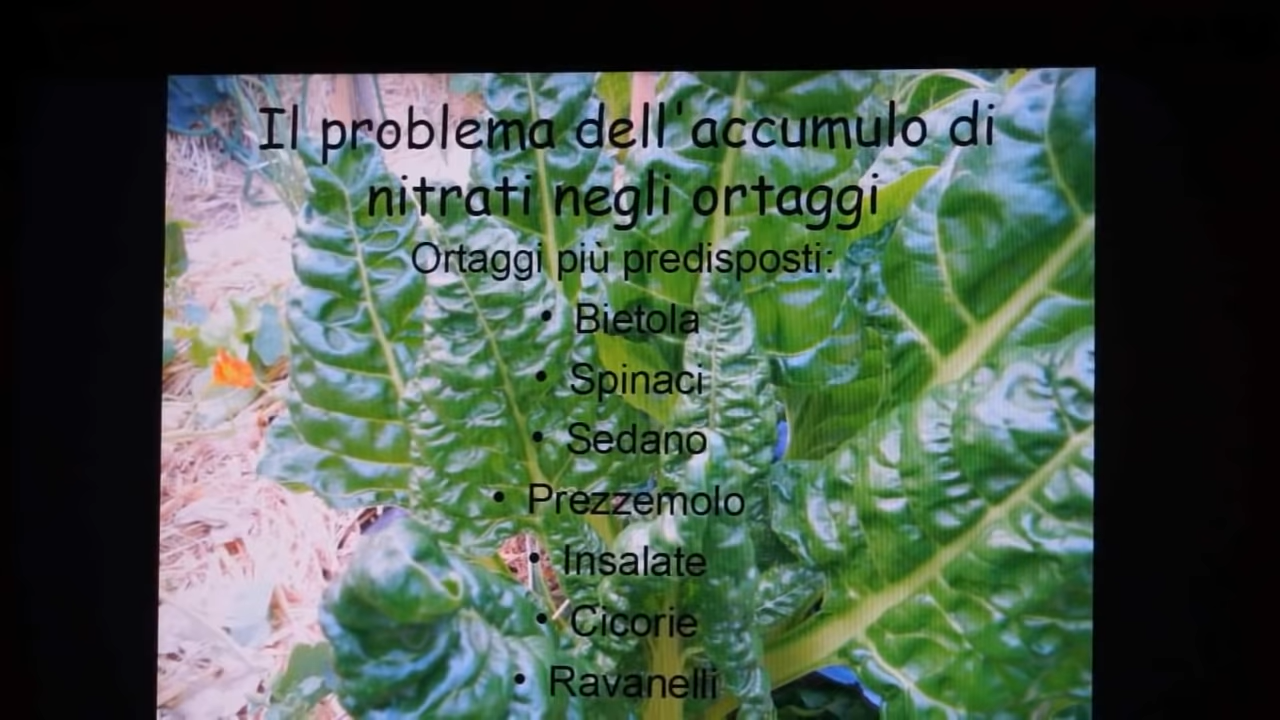 Il problema dell'accumulo di
nitrati negli ortaggi
Ortaggi più predisposti:
• Bietola
• Spinaci
• Sedano
• Prezzemolo
• Insalate
• Cicorie
• Ravanelli